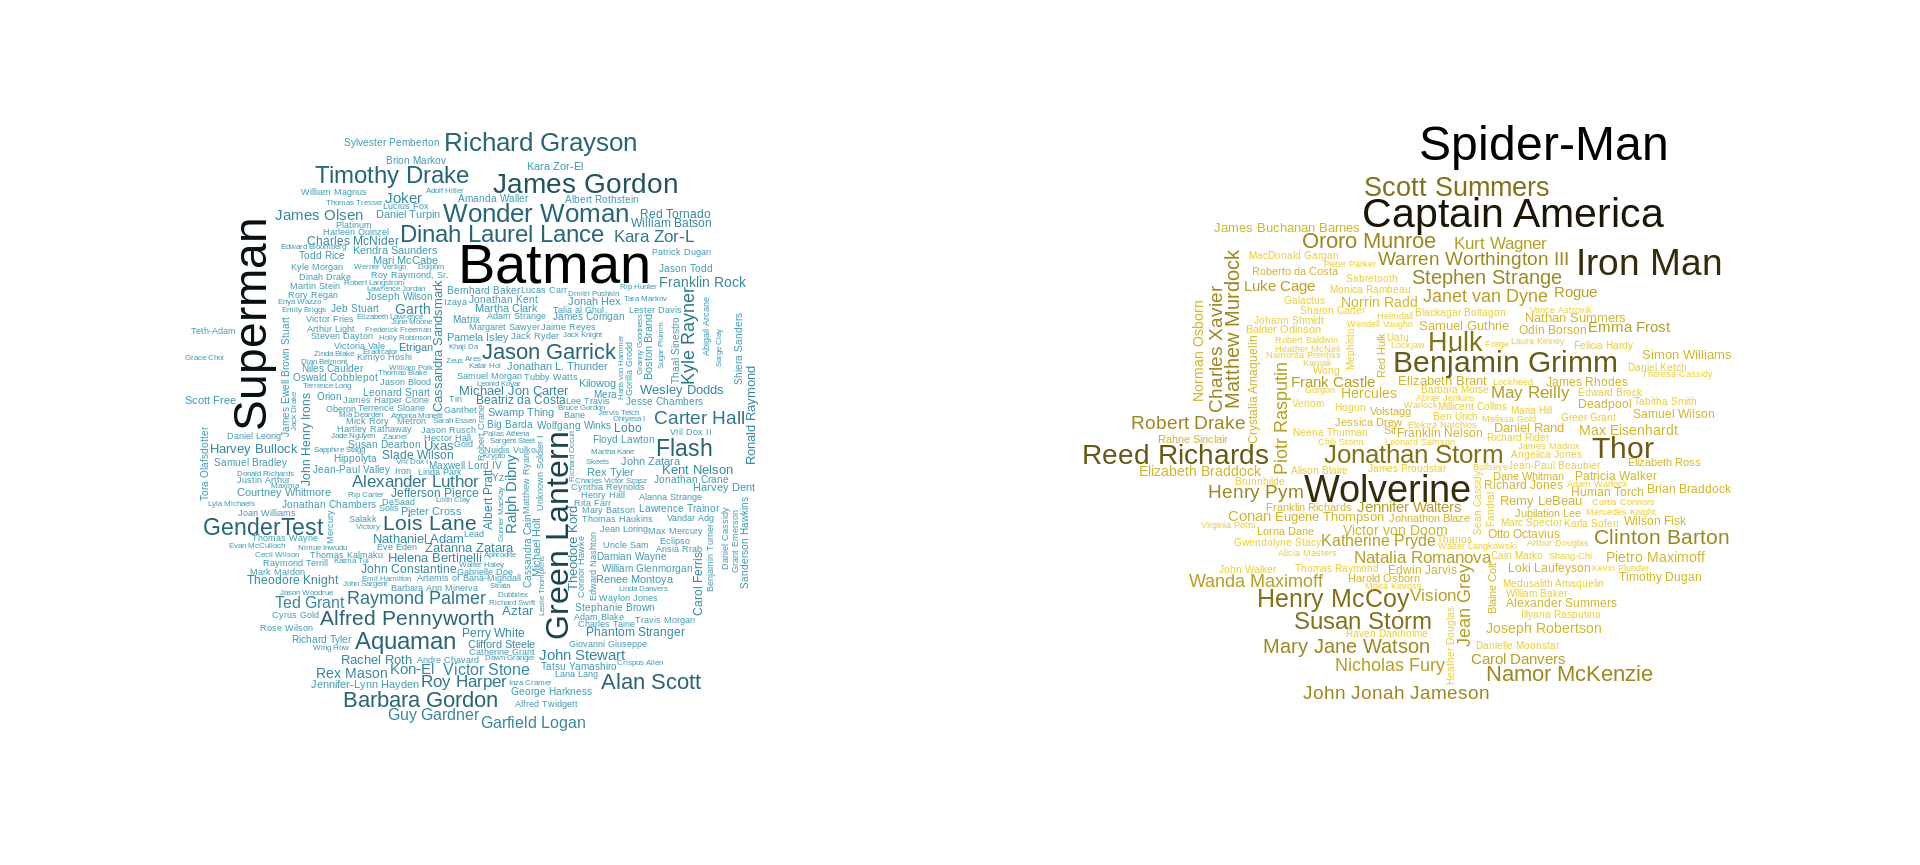 Sylvester Pemberton
Richard Grayson
Brion Markov
Kara Zor-El
Timothy Drake
James Gordon
William Magnus
Adolf Hitler
Joker
Amanda Waller
Albert Rothstein
Thomas Tresser
Lucius Fox
James Olsen
Daniel Turpin
Wonder Woman
Red Tornado
William Batson
Platinum
Harleen Quinzel
Dinah Laurel Lance
Kara Zor-L
Charles McNider
Edward Bloomberg
Kendra Saunders
Batman
Patrick Dugan
Todd Rice
Mari McCabe
Superman
Kyle Morgan
Werner Vertigo
Dolphin
Jason Todd
Dinah Drake
Roy Raymond, Sr.
Franklin Rock
Martin Stein
Robert Langstrom
Lawrence Jordan
Bernhard Baker
Lucas Carr
Rip Hunter
Dmitri Pushkin
Rory Regan
Joseph Wilson
Izaya
Jonathan Kent
Jonah Hex
Tara Markov
Enya Wazzo
Emily Briggs
Jeb Stuart
Garth
Martha Clark
Talia al Ghul
Lester Davis
Victor Fries
Elizabeth Lawrence
June Moone
Matrix
Adam Strange
James Corrigan
Teth-Adam
Arthur Light
Frederick Freeman
Margaret Sawyer
Jaime Reyes
Steven Dayton
Holly Robinson
Pamela Isley
Jack Ryder
Jack Knight
Grace Choi
Victoria Vale
Etrigan
Khaji Da
Jason Garrick
Zinda Blake
Eradicator
Kimiyo Hoshi
Dian Belmont
Zeus
Ares
Niles Caulder
William Polk
Thomas Blake
Katar Hol
Jonathan L. Thunder
Oswald Cobblepot
Jason Blood
Samuel Morgan
Tubby Watts
Terrence Long
Leonid Kovar
Kilowog
Wesley Dodds
Scott Free
Orion
Leonard Snart
Michael Jon Carter
Mera
James Harper Clone
Tin
Beatriz da Costa
Lee Travis
Jesse Chambers
Oberon
Terrence Sloane
Ganthet
Swamp Thing
Bruce Gordon
Bane
Jervis Tetch
Ohiyesa I
Carter Hall
Mia Dearden
Antonia Monetti
Mick Rory
Metron
Sarah Essen
Big Barda
Wolfgang Winks
Lobo
Hartley Rathaway
Jason Rusch
Pallas Athena
Vril Dox II
Daniel Leong
Jade Nguyen
Zauriel
Hector Hall
Sargent Steel
Floyd Lawton
Flash
Harvey Bullock
Sapphire Stagg
Susan Dearbon
Uxas
Gold
Nuidis Vulko
Martha Kane
Samuel Bradley
Hippolyta
Slade Wilson
Krypto
Skeets
John Zatara
Vril Dox I
Maxwell Lord IV
Donald Richards
Jean-Paul Valley
Iron
Linda Park
Rex Tyler
Kent Nelson
Justin Arthur
Maxima
Alexander Luthor
Yz
Charles Victor Szasz
Jonathan Crane
Courtney Whitmore
Rip Carter
Jefferson Pierce
Cynthia Reynolds
Harvey Dent
Lyla Michaels
Jonathan Chambers
DeSaad
Lilith Clay
Henry Hall
Alanna Strange
Joan Williams
Solis
Pieter Cross
Rita Farr
Mary Batson
Lawrence Trainor
GenderTest
Salakk
Victory
Lois Lane
Thomas Haukins
Vandar Adg
Thomas Wayne
Nathaniel Adam
Lead
Jean Loring
Max Mercury
Evan McCulloch
Nimue Inwudu
Eve Eden
Zatanna Zatara
Uncle Sam
Eclipso
Arisia Rrab
Cecil Wilson
Thomas Kalmaku
Katma Tui
Helena Bertinelli
Aphrodite
Damian Wayne
Raymond Terrill
John Constantine
Walter Haley
Gabrielle Doe
William Glenmorgan
Mark Mardon
Theodore Knight
John Sargent
Emil Hamilton
Artemis of Bana-Mighdall
Renee Montoya
Barbara Ann Minerva
Strata
Linda Danvers
Jason Woodrue
Raymond Palmer
Dubbilex
Waylon Jones
Ted Grant
Richard Swift
Aztar
Stephanie Brown
Cyrus Gold
Alfred Pennyworth
Adam Blake
Travis Morgan
Charles Taine
Rose Wilson
Perry White
Phantom Stranger
Richard Tyler
Aquaman
Clifford Steele
Giovanni Giuseppe
Wing How
Catherine Grant
Rachel Roth
Andre Chavard
Dawn Granger
John Stewart
Crispus Allen
Rex Mason
Kon-El
Victor Stone
Tatsu Yamashiro
Lana Lang
Jennifer-Lynn Hayden
Roy Harper
Inza Cramer
Alan Scott
Barbara Gordon
George Harkness
Alfred Twidgett
Guy Gardner
Garfield Logan
James Ewell Brown Stuart
Jack Drake
John Henry Irons
Tora Olafsdotter
Mercury
Cassandra Sandsmark
Robert Crane
Albert Pratt
Gunner MacKay
Ralph Dibny
Matthew Ryan
Cassandra Cain
Michael Holt
Unknown Soldier I
Leslie Thompkins
Green Lantern
Richard Occult
Theodore Kord
Connor Hawke
Edward Nashton
Hans von Hammer
Gorilla Grodd
Granny Goodness
Boston Brand
Sugar Plumm
Thaal Sinestro
Kyle Rayner
Abigail Arcane
Sarge Clay
Shiera Sanders
Ronald Raymond
Carol Ferris
Benjamin Turner
Daniel Cassidy
Grant Emerson
Sanderson Hawkins
Spider-Man
Scott Summers
Captain America
James Buchanan Barnes
Ororo Munroe
Kurt Wagner
MacDonald Gargan
Peter Parker
Warren Worthington III
Iron Man
Roberto da Costa
Sabretooth
Stephen Strange
Luke Cage
Monica Rambeau
Janet van Dyne
Rogue
Galactus
Norrin Radd
Sharon Carter
Blackagar Boltagon
Vance Astrovik
Johann Shmidt
Heimdall
Nathan Summers
Balder Odinson
Wendell Vaughn
Samuel Guthrie
Odin Borson
Emma Frost
Robert Baldwin
Hulk
Uatu
Laura Kinney
Heather McNeil
Lockjaw
Forge
Felicia Hardy
Namorita Prentiss
Benjamin Grimm
Simon Williams
Karnak
Wong
Daniel Ketch
Theresa Cassidy
Frank Castle
Elizabeth Brant
Lockheed
James Rhodes
Gorgon
Hercules
Barbara Morse
May Reilly
Edward Brock
Venom
Abner Jenkins
Warlock
Millicent Collins
Deadpool
Tabitha Smith
Hogun
Volstagg
Maria Hill
Samuel Wilson
Robert Drake
Jessica Drew
Ben Urich
Melissa Gold
Greer Grant
Elektra Natchios
Daniel Rand
Max Eisenhardt
Rahne Sinclair
Neena Thuman
Sif
Franklin Nelson
Richard Rider
Chili Storm
Leonard Samson
James Madrox
Thor
Reed Richards
Jonathan Storm
Angelica Jones
Elizabeth Ross
Elizabeth Braddock
Alison Blaire
James Proudstar
Bullseye
Jean-Paul Beaubier
Brunnhilde
Dane Whitman
Patricia Walker
Henry Pym
Wolverine
Richard Jones
Adam Warlock
Human Torch
Brian Braddock
Franklin Richards
Jennifer Walters
Remy LeBeau
Curtis Connors
Conan
Eugene Thompson
Johnathon Blaze
Jubilation Lee
Mercedes Knight
Virginia Potts
Lorna Dane
Victor von Doom
Marc Spector
Karla Sofen
Wilson Fisk
Gwendolyne Stacy
Katherine Pryde
Thanos
Otto Octavius
Clinton Barton
Alicia Masters
Walter Langkowski
Arthur Douglas
Natalia Romanova
Cain Marko
Shang-Chi
Pietro Maximoff
John Walker
Thomas Raymond
Edwin Jarvis
Loki Laufeyson
Kevin Plunder
Wanda Maximoff
Harold Osborn
Timothy Dugan
Moira Kinross
Medusalith Amaquelin
Henry McCoy
Vision
William Baker
Alexander Summers
Susan Storm
Illyana Rasputina
Raven Darkholme
Joseph Robertson
Mary Jane Watson
Danielle Moonstar
Nicholas Fury
Carol Danvers
Namor McKenzie
John Jonah Jameson
Norman Osborn
Charles Xavier
Matthew Murdock
Crystalia Amaquelin
Piotr Rasputin
Mephisto
Red Hulk
Sean Cassidy
Fandral
Blaine Colt
Jean Grey
Heather Douglas